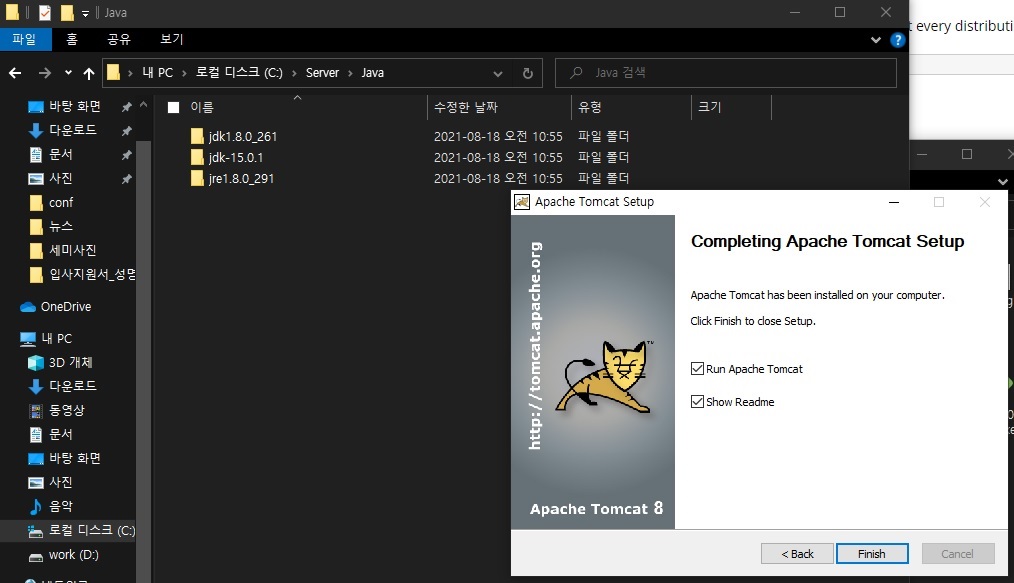 Java
파일 홈 공유 보기
내 PC > 로컬 디스크 (C:) > Server > Java
Java 검색
이름 수정한 날짜 유형 크기
jdk1.8.0_261 2021-08-18 오전 10:55 파일 폴더
jdk-15.0.1 2021-08-18 오전 10:55 파일 폴더
jre1.8.0_291 2021-08-18 오전 10:55 파일 폴더
바탕 화면
다운로드
문서
사진
conf
뉴스
세미사진
입사지원서_성명
OneDrive
내 PC
3D 개체
다운로드
동영상
문서
바탕 화면
사진
음악
로컬 디스크 (C:)
work (D:)
every distributi
Apache Tomcat Setup
http://tomcat.apache.org
TM
Apache Tomcat 8
Completing Apache Tomcat Setup
Apache Tomcat has been installed on your computer.
Click Finish to close Setup.
Run Apache Tomcat
Show Readme
< Back Finish Cancel